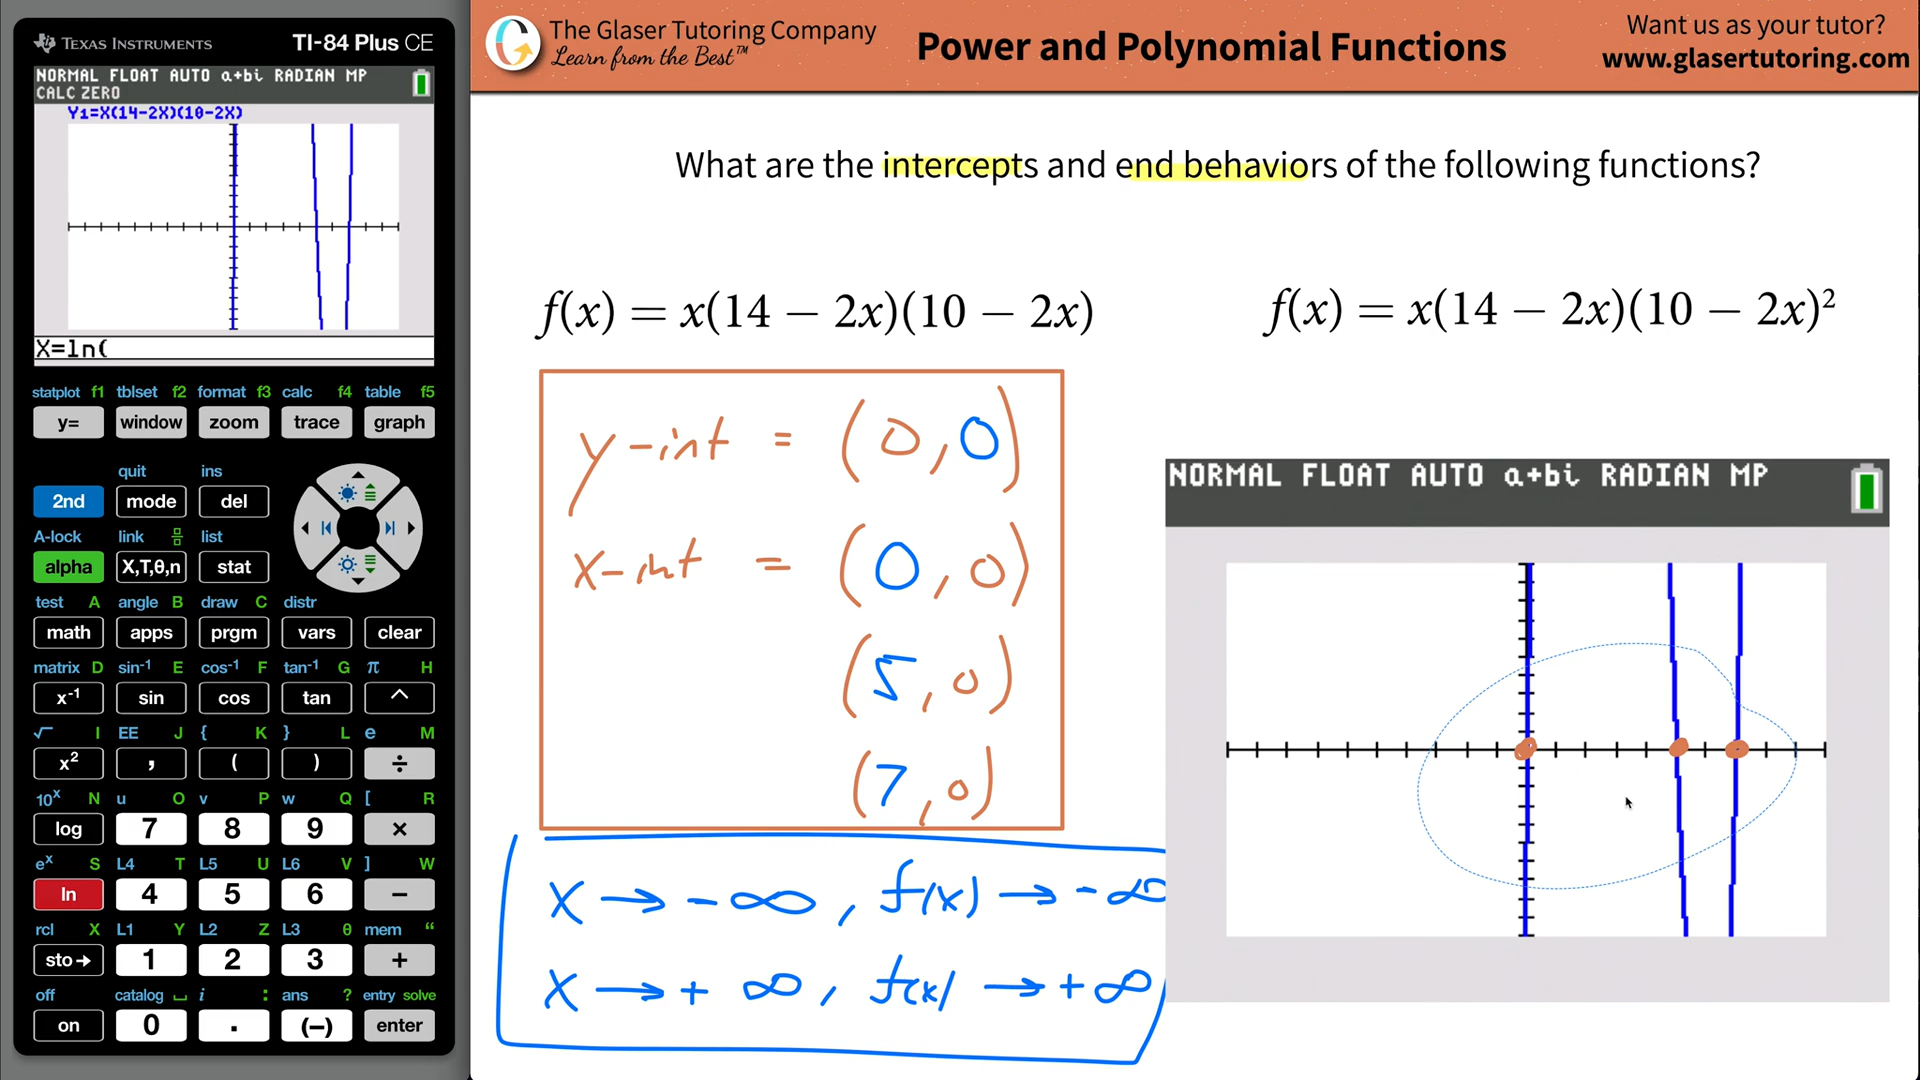 TEXAS INSTRUMENTS TI-84 Plus CE
NORMAL FLOAT AUTO a+bi RADIAN MP
CALC ZERO
Y1=X(14-2X)(10-2X)
X=ln(
statplot f1 tblset f2 format f3 calc f4 table f5
y= window zoom trace graph
quit ins
2nd mode del
A-lock link list
alpha X,T,θ,n stat
test A angle B draw C distr
math apps prgm vars clear
matrix D sin⁻¹ E cos⁻¹ F tan⁻¹ G π H
x⁻¹ sin cos tan ^
√ I EE J { K } L e M
x² , ( ) ÷
10ˣ N u O v P w Q [ R
log 7 8 9 ×
eˣ S L4 T L5 U L6 V ] W
ln 4 5 6 −
rcl X L1 Y L2 Z L3 θ mem "
sto→ 1 2 3 +
off catalog ⎵ i : ans ? entry solve
on 0 . (−) enter
The Glaser Tutoring Company
Learn from the Best™
Power and Polynomial Functions
Want us as your tutor?
www.glasertutoring.com
What are the intercepts and end behaviors of the following functions?
f(x) = x(14 − 2x)(10 − 2x)
y-int = (0, 0)
x-int = (0, 0)
(5, 0)
(7, 0)
x → -∞, f(x) → -∞
x → + ∞, f(x) → +∞
f(x) = x(14 − 2x)(10 − 2x)²
NORMAL FLOAT AUTO a+bi RADIAN MP